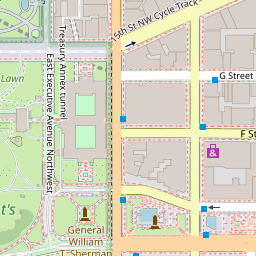 15th St NW Cycle Track
Treasury Annex tunnel
East Executive Avenue Northwest
Lawn
G Street
F St
t's
General
William
T. Sherman